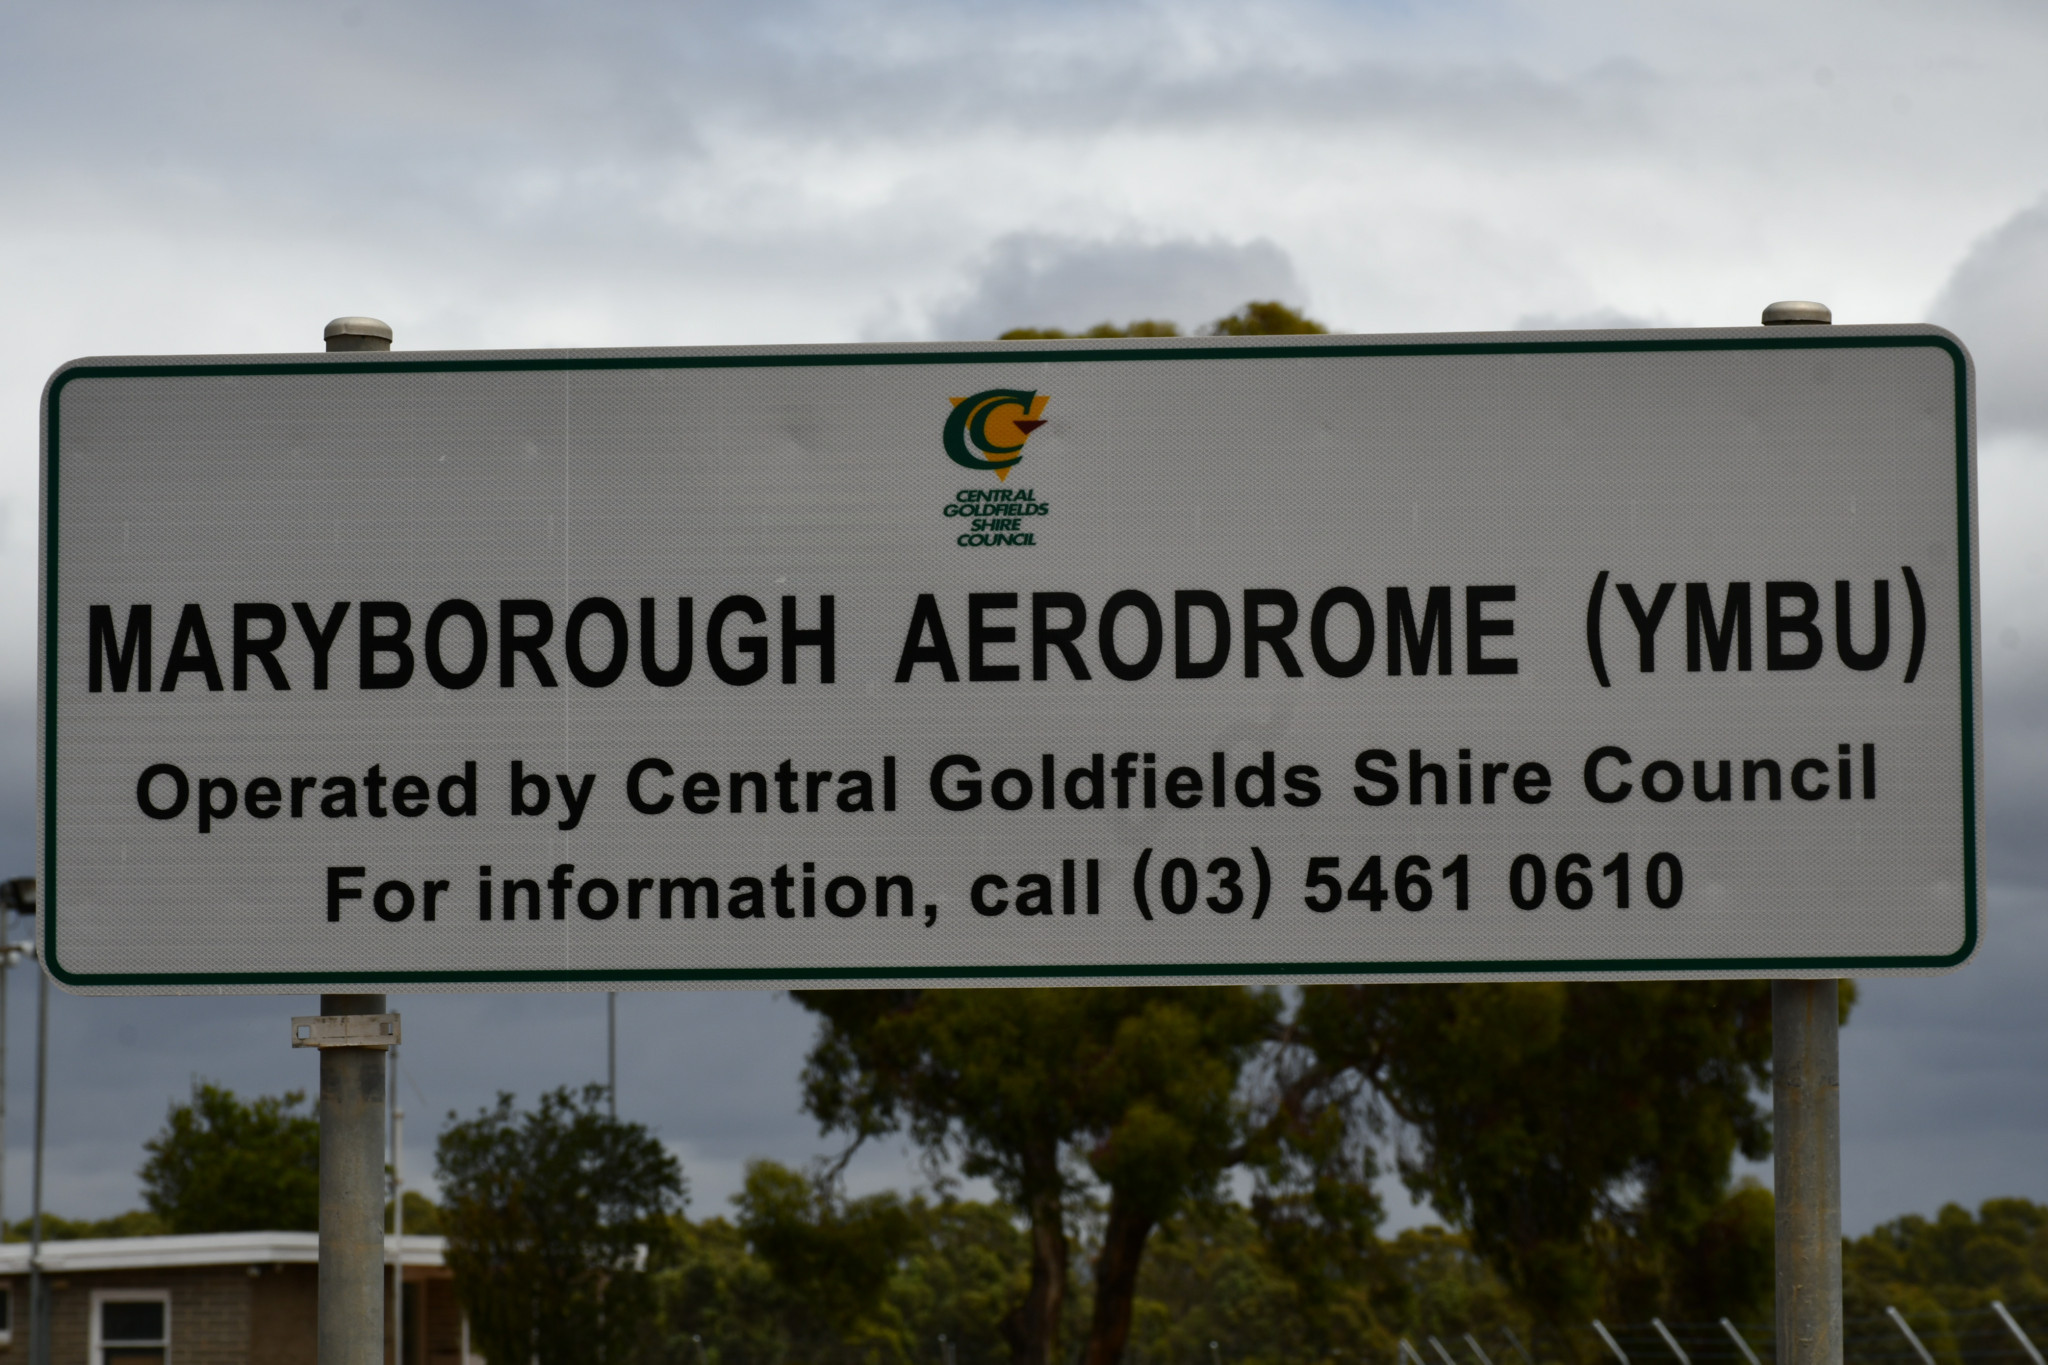 CENTRAL
GOLDFIELDS
SHIRE
COUNCIL
MARYBOROUGH AERODROME (YMBU)
Operated by Central Goldfields Shire Council
For information, call (03) 5461 0610